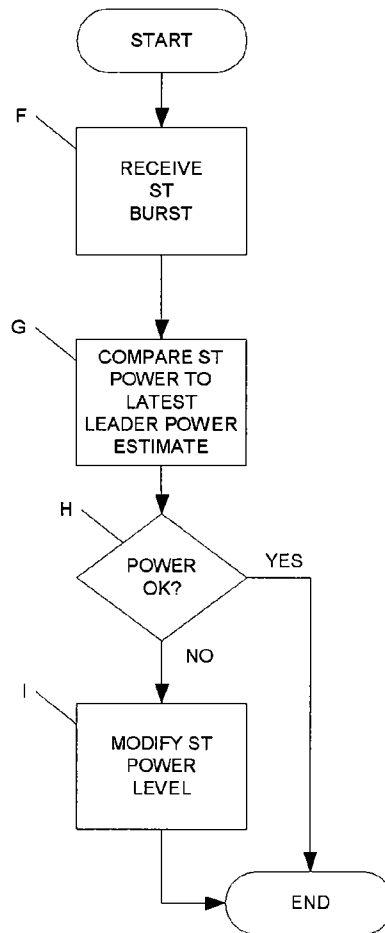 START
F
RECEIVE
ST
BURST
G
COMPARE ST
POWER TO
LATEST
LEADER POWER
ESTIMATE
H
POWER
OK?
YES
NO
I
MODIFY ST
POWER
LEVEL
END